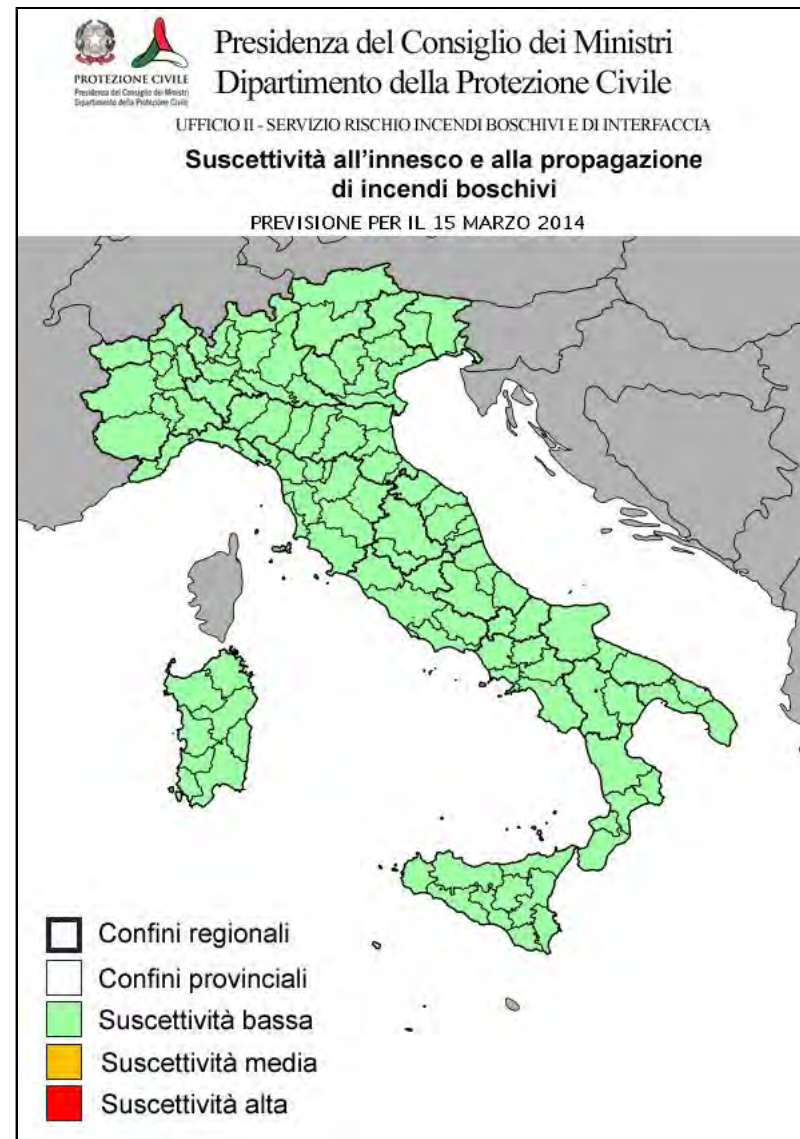 Presidenza del Consiglio dei Ministri
Dipartimento della Protezione Civile
PROTEZIONE CIVILE
Presidenza del Consiglio dei Ministri
Dipartimento della Protezione Civile
UFFICIO II - SERVIZIO RISCHIO INCENDI BOSCHIVI E DI INTERFACCIA
Suscettività all'innesco e alla propagazione
di incendi boschivi
PREVISIONE PER IL 15 MARZO 2014
Confini regionali
Confini provinciali
Suscettività bassa
Suscettività media
Suscettività alta